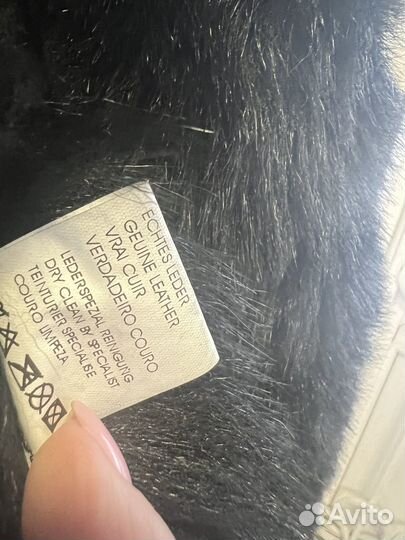 ECHTES LEDER
GEUINE LEATHER
VRAI CUIR
VERDADEIRO COURO
LEDERSPEZIAL REINIGUNG
DRY CLEAN BY SPECIALIST
TEINTURIER SPECIALISE
COURO LIMPEZA
Avito